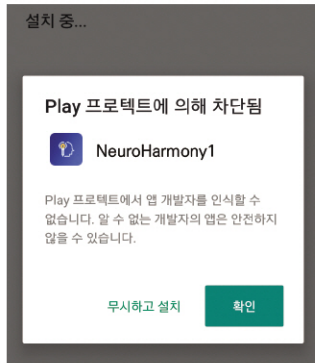 설치 중...
Play 프로텍트에 의해 차단됨
NeuroHarmony1
Play 프로텍트에서 앱 개발자를 인식할 수
없습니다. 알 수 없는 개발자의 앱은 안전하지
않을 수 있습니다.
무시하고 설치 확인